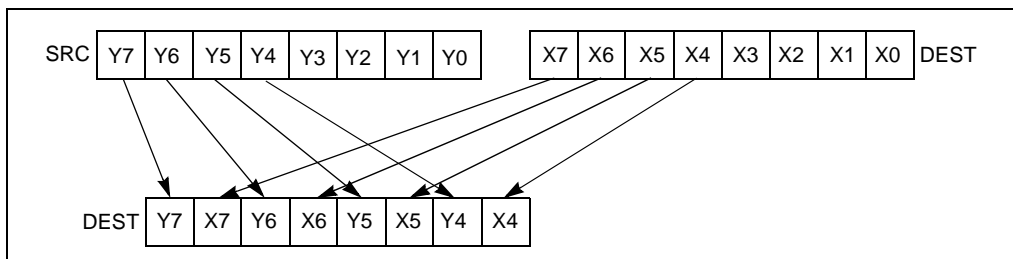 SRC Y7 Y6 Y5 Y4 Y3 Y2 Y1 Y0 X7 X6 X5 X4 X3 X2 X1 X0 DEST
DEST Y7 X7 Y6 X6 Y5 X5 Y4 X4